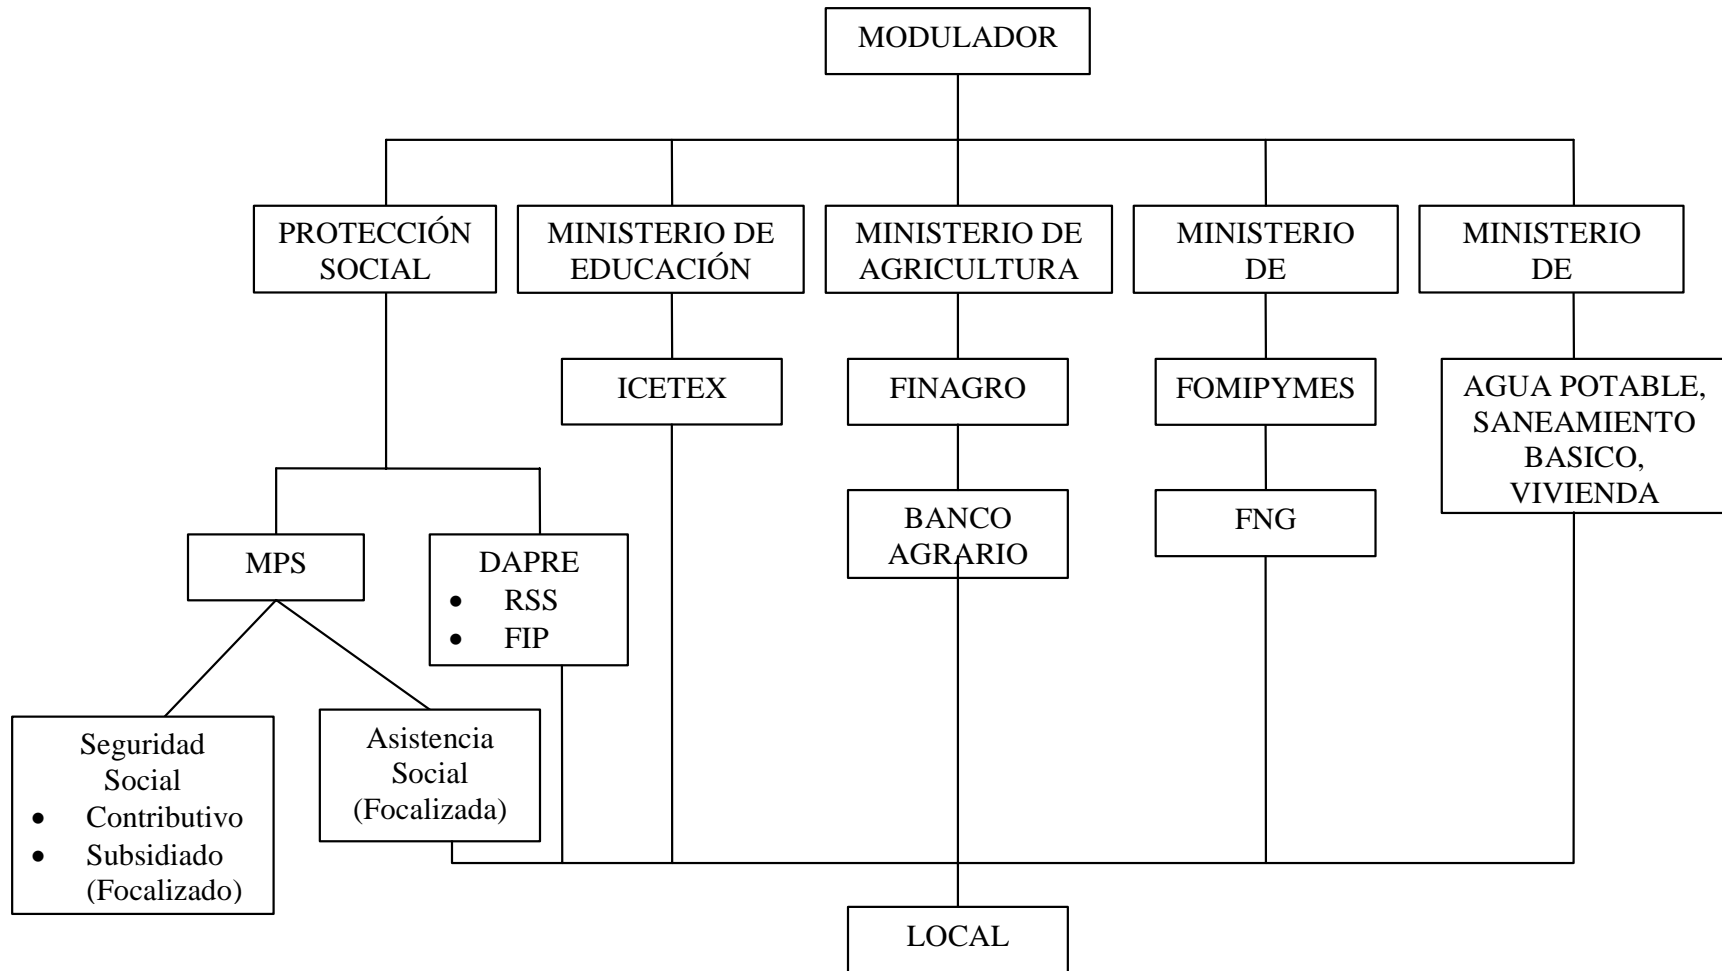 MODULADOR
PROTECCIÓN
SOCIAL
MINISTERIO DE
EDUCACIÓN
MINISTERIO DE
AGRICULTURA
MINISTERIO
DE
MINISTERIO
DE
ICETEX
FINAGRO
FOMIPYMES
AGUA POTABLE,
SANEAMIENTO
BASICO,
VIVIENDA
BANCO
AGRARIO
FNG
MPS
DAPRE
• RSS
• FIP
Seguridad
Social
• Contributivo
• Subsidiado
(Focalizado)
Asistencia
Social
(Focalizada)
LOCAL